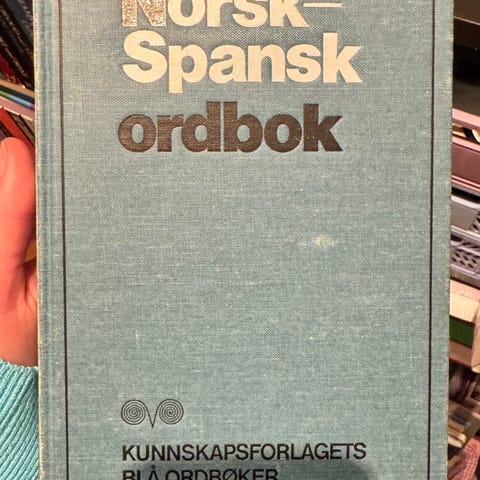 Norsk–
Spansk
ordbok
KUNNSKAPSFORLAGETS
BLÅ ORDBØKER